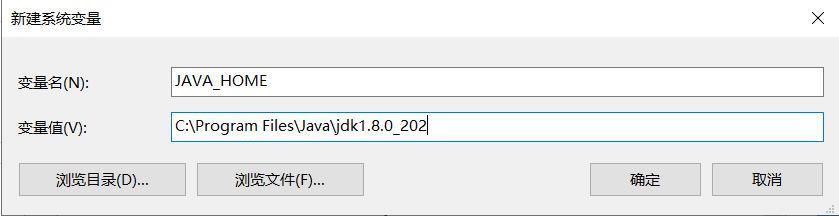 新建系统变量
变量名(N):
JAVA_HOME
变量值(V):
C:\Program Files\Java\jdk1.8.0_202
浏览目录(D)... 浏览文件(F)... 确定 取消